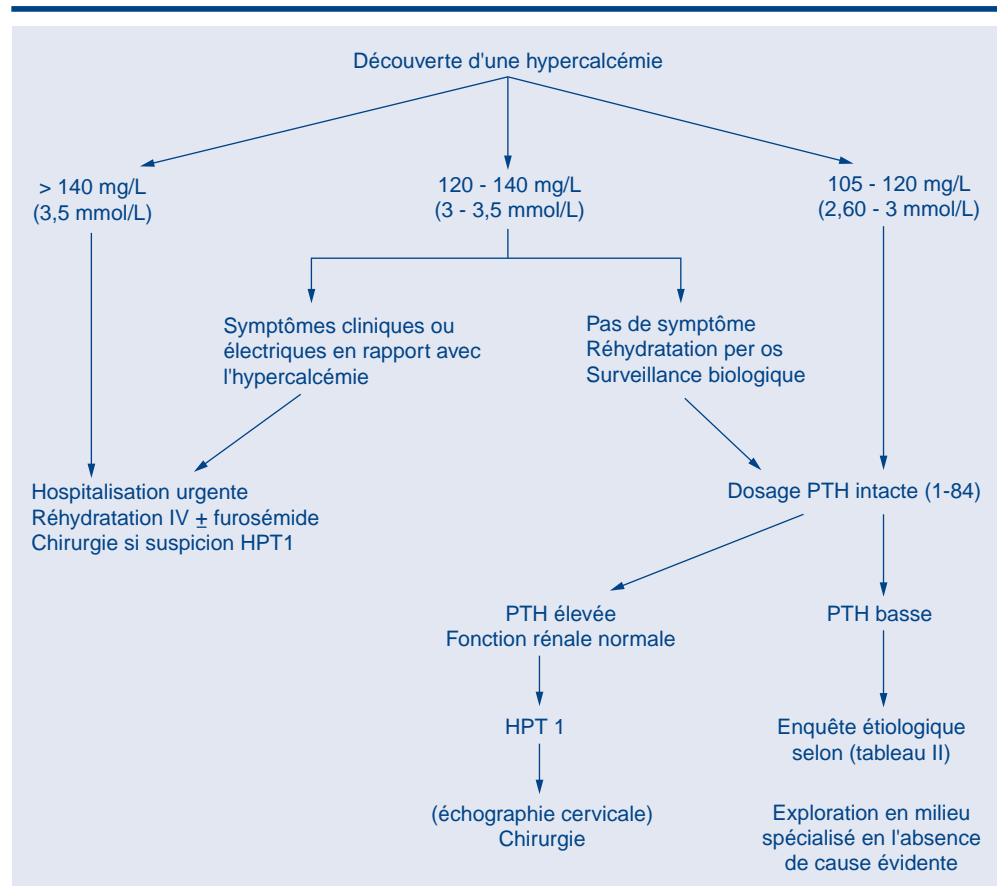 Découverte d'une hypercalcémie
> 140 mg/L
(3,5 mmol/L)
120 - 140 mg/L
(3 - 3,5 mmol/L)
105 - 120 mg/L
(2,60 - 3 mmol/L)
Symptômes cliniques ou
électriques en rapport avec
l'hypercalcémie
Pas de symptôme
Réhydratation per os
Surveillance biologique
Hospitalisation urgente
Réhydratation IV ± furosémide
Chirurgie si suspicion HPT1
Dosage PTH intacte (1-84)
PTH élevée
Fonction rénale normale
PTH basse
HPT 1
Enquête étiologique
selon (tableau II)
(échographie cervicale)
Chirurgie
Exploration en milieu
spécialisé en l'absence
de cause évidente